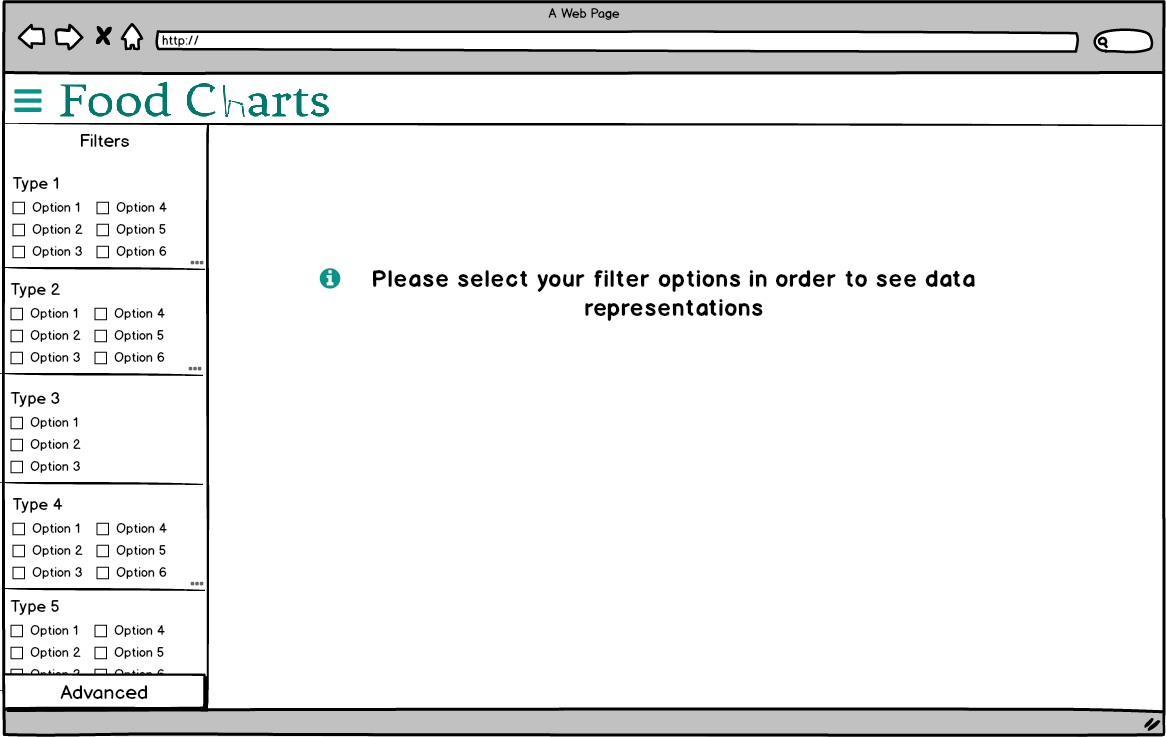 A Web Page
http://
Food Charts
Filters
Type 1
Option 1 Option 4
Option 2 Option 5
Option 3 Option 6
Type 2
Option 1 Option 4
Option 2 Option 5
Option 3 Option 6
Type 3
Option 1
Option 2
Option 3
Type 4
Option 1 Option 4
Option 2 Option 5
Option 3 Option 6
Type 5
Option 1 Option 4
Option 2 Option 5
Option 3 Option 6
Advanced
Please select your filter options in order to see data
representations